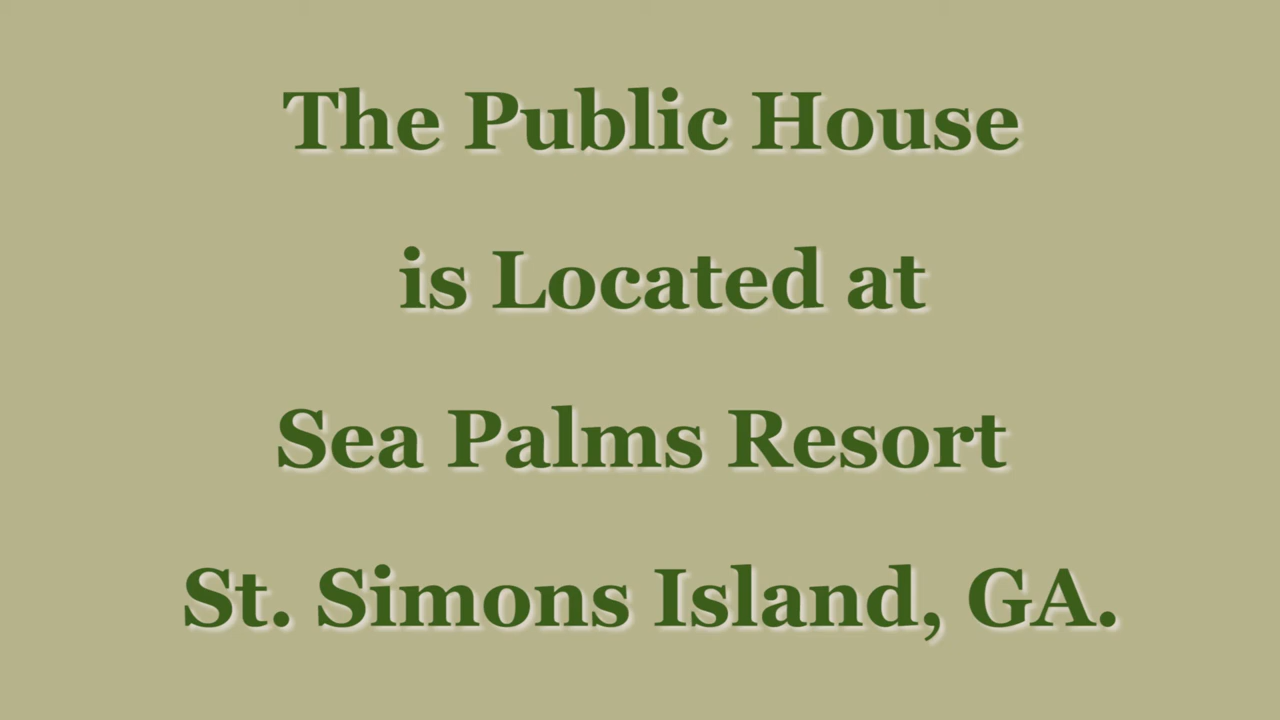 The Public House
is Located at
Sea Palms Resort
St. Simons Island, GA.